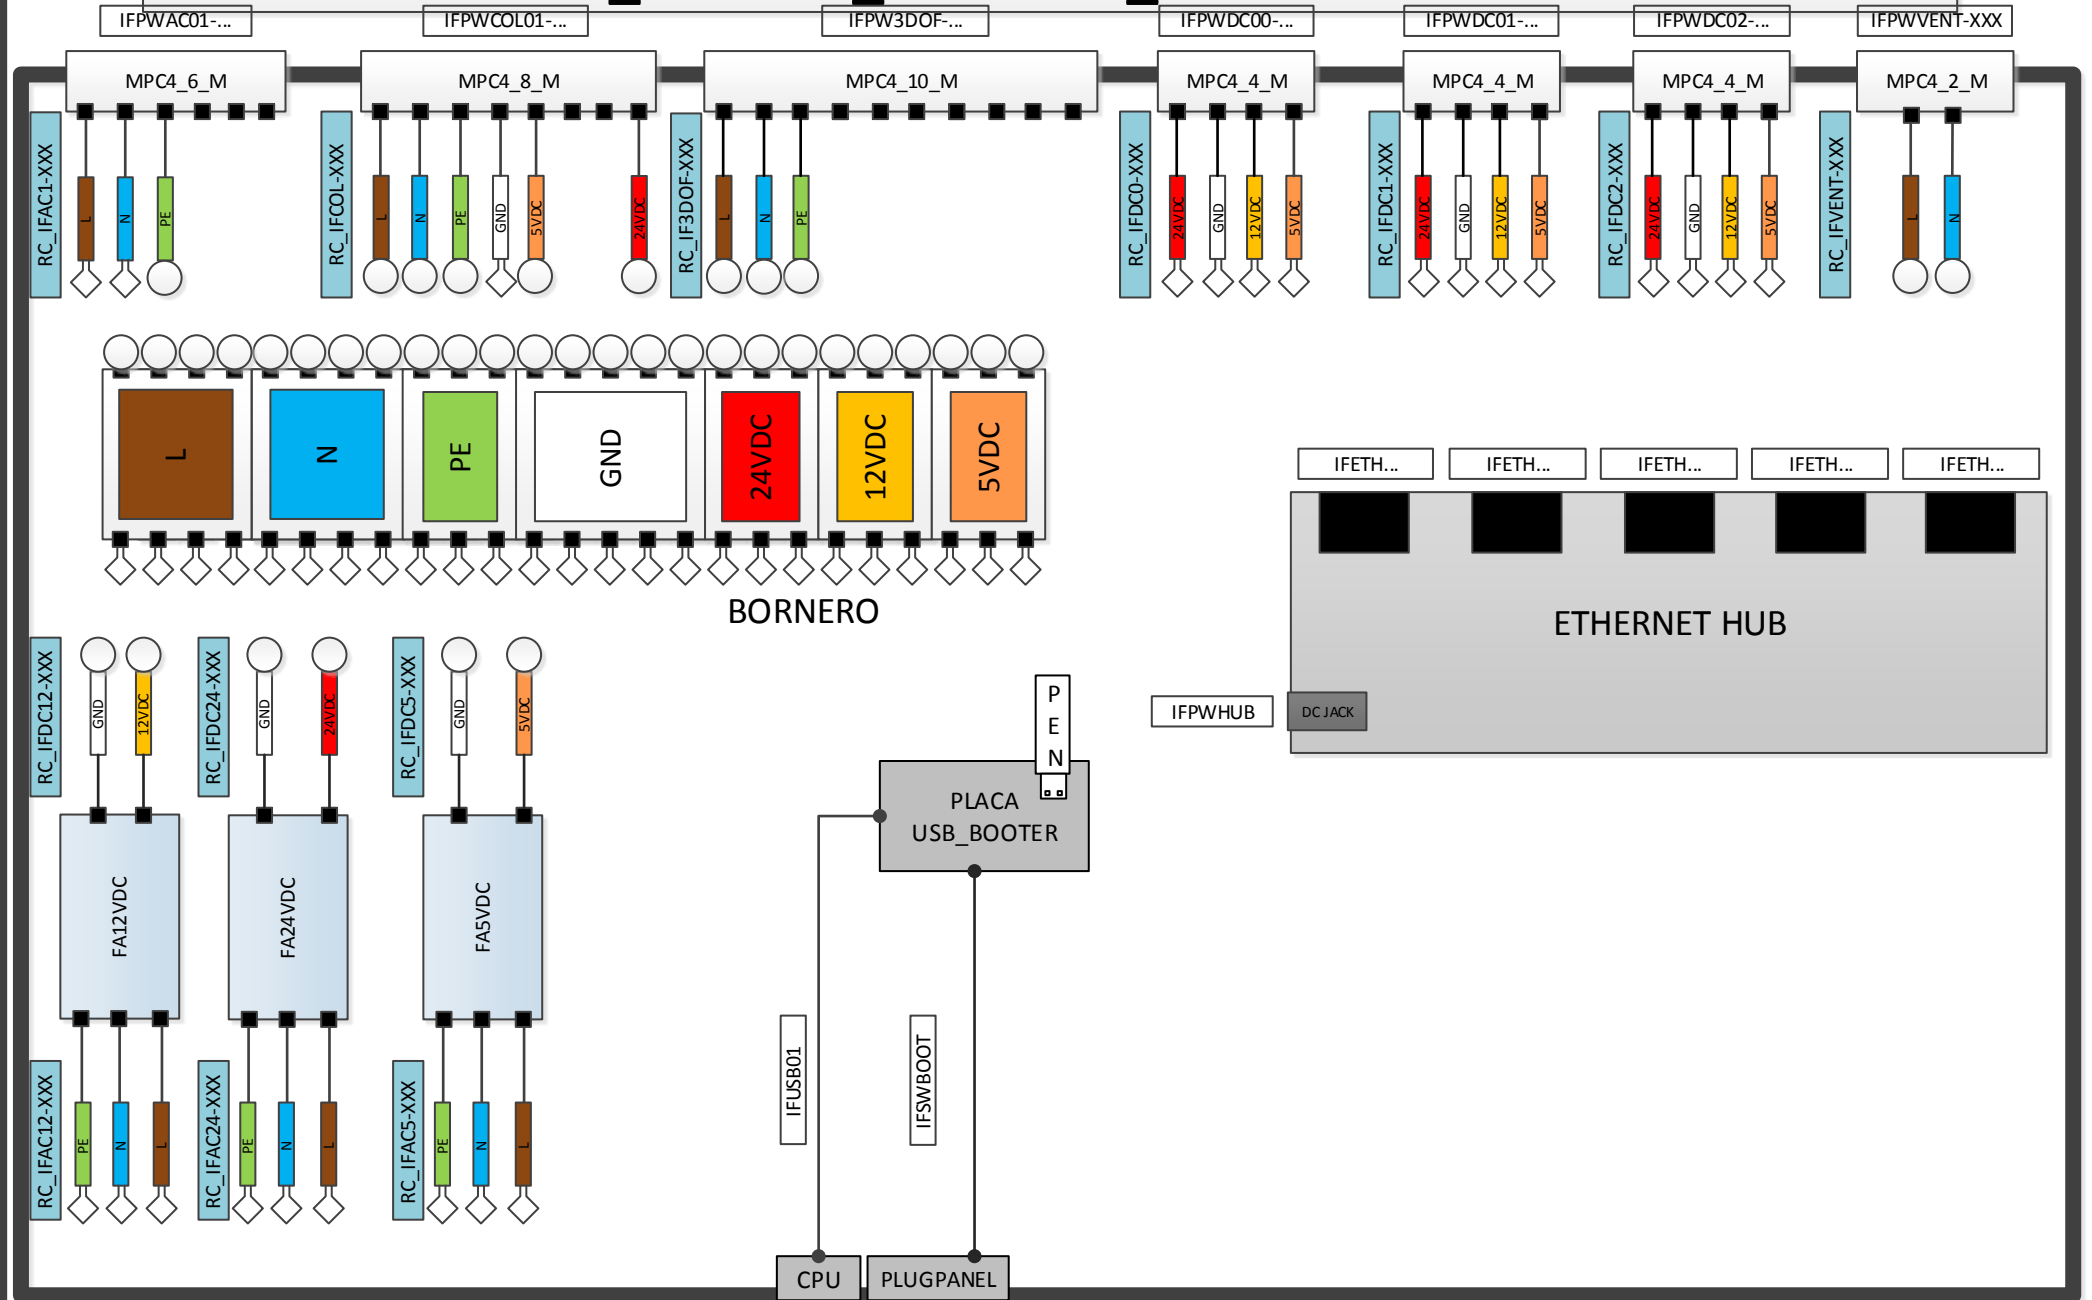 IFPWAC01-...
IFPWCOL01-...
IFPW3DOF-...
IFPWDC00-...
IFPWDC01-...
IFPWDC02-...
IFPWVENT-XXX
MPC4_6_M
MPC4_8_M
MPC4_10_M
MPC4_4_M
MPC4_4_M
MPC4_4_M
MPC4_2_M
RC_IFAC1-XXX
L
N
PE
RC_IFCOL-XXX
L
N
PE
GND
5VDC
24VDC
RC_IF3DOF-XXX
L
N
PE
RC_IFDC0-XXX
24VDC
GND
12VDC
5VDC
RC_IFDC1-XXX
24VDC
GND
12VDC
5VDC
RC_IFDC2-XXX
24VDC
GND
12VDC
5VDC
RC_IFVENT-XXX
L
N
L
N
PE
GND
24VDC
12VDC
5VDC
BORNERO
IFETH...
IFETH...
IFETH...
IFETH...
IFETH...
ETHERNET HUB
IFPWHUB
DC JACK
RC_IFDC12-XXX
GND
12VDC
RC_IFDC24-XXX
GND
24VDC
RC_IFDC5-XXX
GND
5VDC
P
E
N
PLACA
USB_BOOTER
FA12VDC
FA24VDC
FA5VDC
IFUSB01
IFSWBOOT
RC_IFAC12-XXX
PE
N
L
RC_IFAC24-XXX
PE
N
L
RC_IFAC5-XXX
PE
N
L
CPU
PLUGPANEL